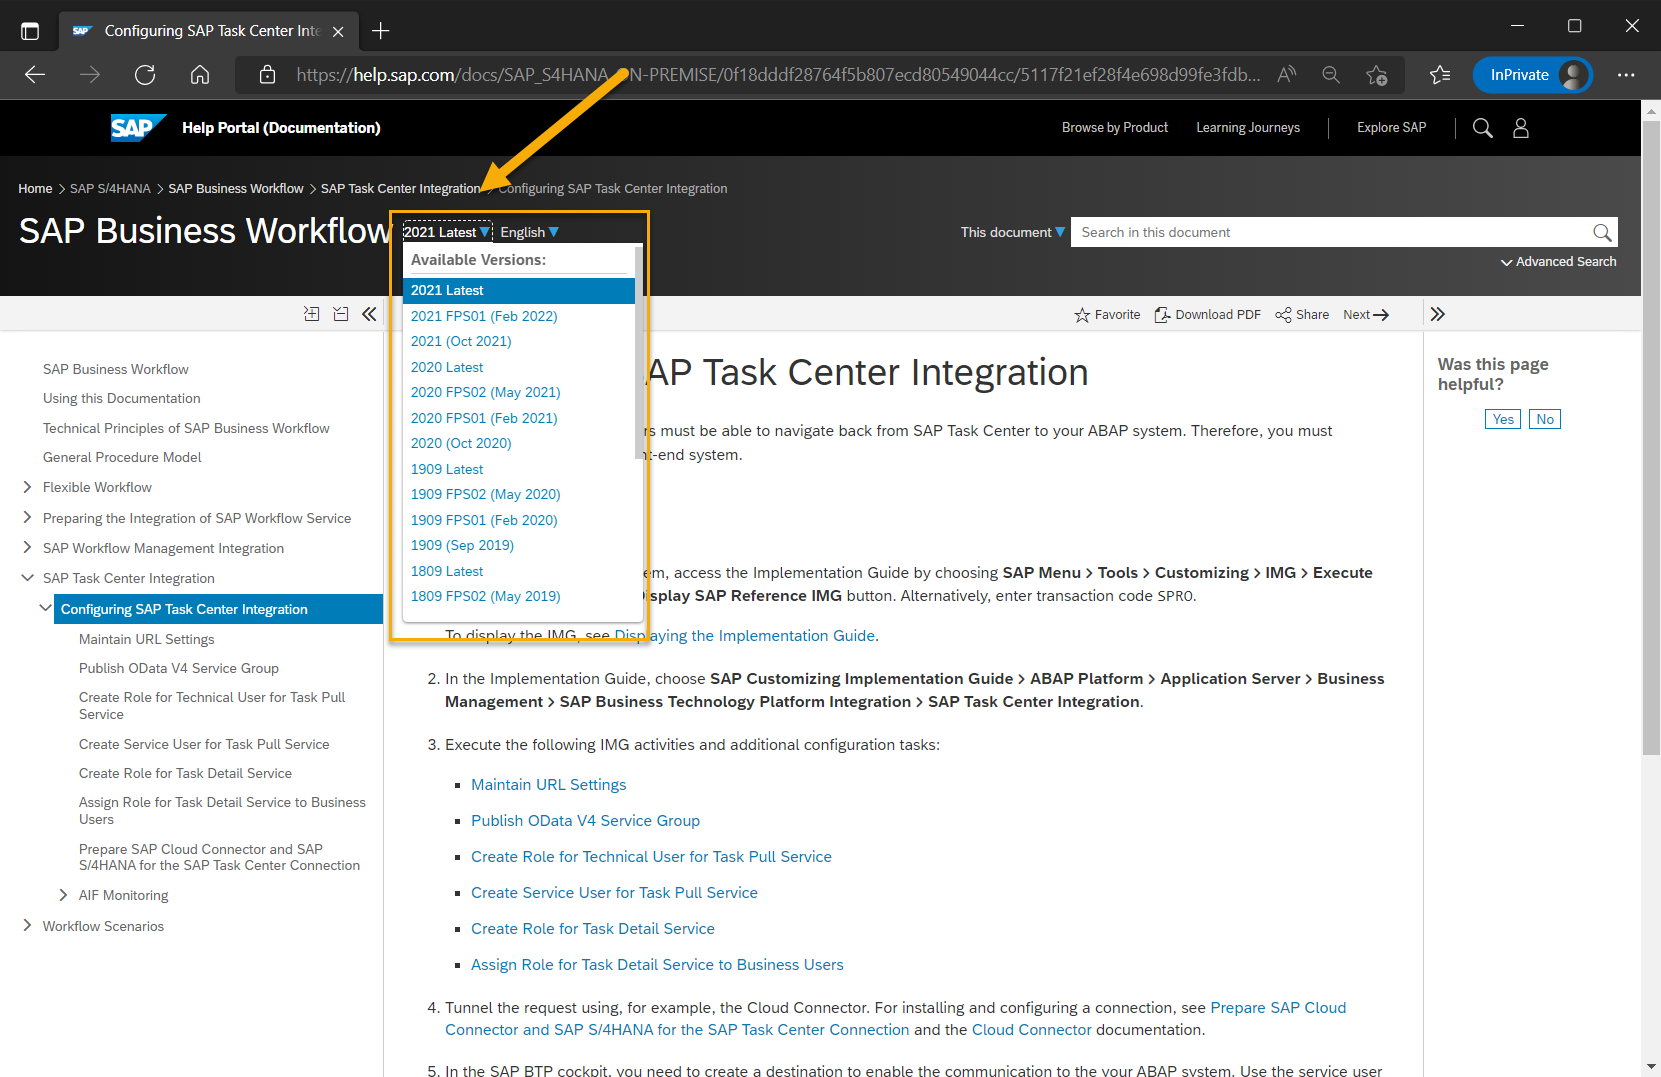 Configuring SAP Task Center Inte
https://help.sap.com/docs/SAP_S4HANA_ON-PREMISE/0f18dddf28764f5b807ecd80549044cc/5117f21ef28f4e698d99fe3fdb...
InPrivate
SAP Help Portal (Documentation)
Browse by Product
Learning Journeys
Explore SAP
Home > SAP S/4HANA > SAP Business Workflow > SAP Task Center Integration > Configuring SAP Task Center Integration
SAP Business Workflow
2021 Latest
English
This document
Search in this document
Advanced Search
Available Versions:
2021 Latest
2021 FPS01 (Feb 2022)
2021 (Oct 2021)
2020 Latest
2020 FPS02 (May 2021)
2020 FPS01 (Feb 2021)
2020 (Oct 2020)
1909 Latest
1909 FPS02 (May 2020)
1909 FPS01 (Feb 2020)
1909 (Sep 2019)
1809 Latest
1809 FPS02 (May 2019)
Favorite
Download PDF
Share
Next
SAP Business Workflow
Using this Documentation
Technical Principles of SAP Business Workflow
General Procedure Model
Flexible Workflow
Preparing the Integration of SAP Workflow Service
SAP Workflow Management Integration
SAP Task Center Integration
Configuring SAP Task Center Integration
Maintain URL Settings
Publish OData V4 Service Group
Create Role for Technical User for Task Pull
Service
Create Service User for Task Pull Service
Create Role for Task Detail Service
Assign Role for Task Detail Service to Business
Users
Prepare SAP Cloud Connector and SAP
S/4HANA for the SAP Task Center Connection
AIF Monitoring
Workflow Scenarios
AP Task Center Integration
rs must be able to navigate back from SAP Task Center to your ABAP system. Therefore, you must
t-end system.
em, access the Implementation Guide by choosing SAP Menu > Tools > Customizing > IMG > Execute
isplay SAP Reference IMG button. Alternatively, enter transaction code SPRO.
To display the IMG, see Displaying the Implementation Guide.
2. In the Implementation Guide, choose SAP Customizing Implementation Guide > ABAP Platform > Application Server > Business
Management > SAP Business Technology Platform Integration > SAP Task Center Integration.
3. Execute the following IMG activities and additional configuration tasks:
Maintain URL Settings
Publish OData V4 Service Group
Create Role for Technical User for Task Pull Service
Create Service User for Task Pull Service
Create Role for Task Detail Service
Assign Role for Task Detail Service to Business Users
4. Tunnel the request using, for example, the Cloud Connector. For installing and configuring a connection, see Prepare SAP Cloud
Connector and SAP S/4HANA for the SAP Task Center Connection and the Cloud Connector documentation.
5. In the SAP BTP cockpit, you need to create a destination to enable the communication to the your ABAP system. Use the service user
Was this page
helpful?
Yes
No